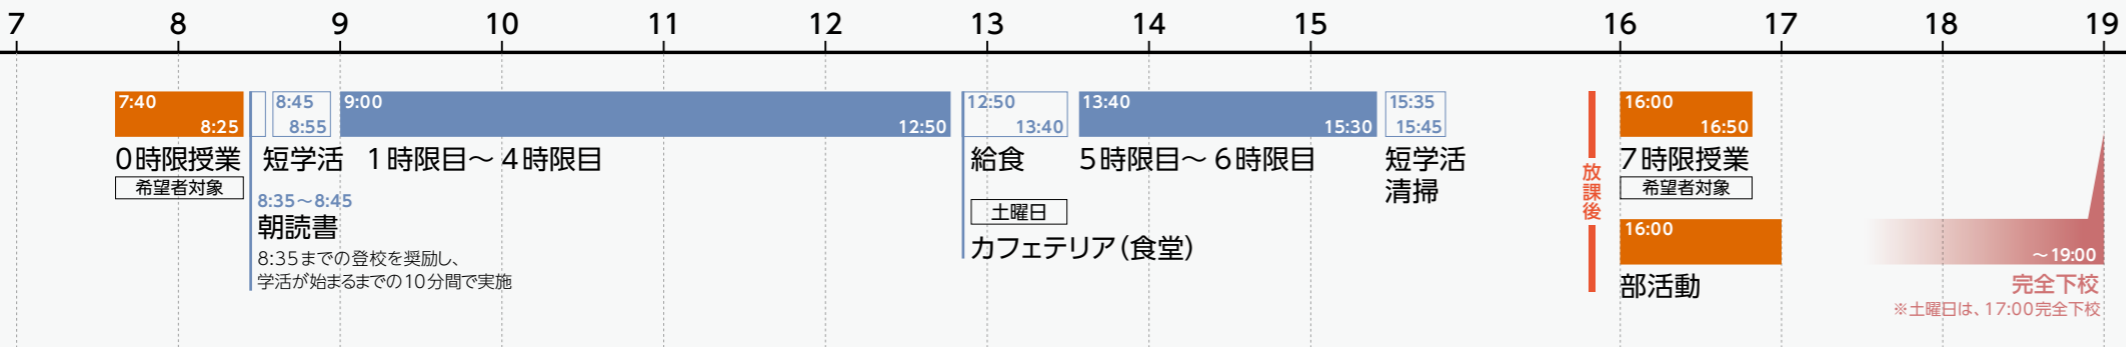 7 8 9 10 11 12 13 14 15 16 17 18 19
7:40
8:25
0時限授業
希望者対象
8:45
8:55
短学活
8:35～8:45
朝読書
8:35までの登校を奨励し、
学活が始まるまでの10分間で実施
9:00
12:50
1時限目～4時限目
12:50
13:40
給食
土曜日
カフェテリア(食堂)
13:40
15:30
5時限目～6時限目
15:35
15:45
短学活
清掃
放課後
16:00
16:50
7時限授業
希望者対象
16:00
部活動
～19:00
完全下校
※土曜日は、17:00完全下校